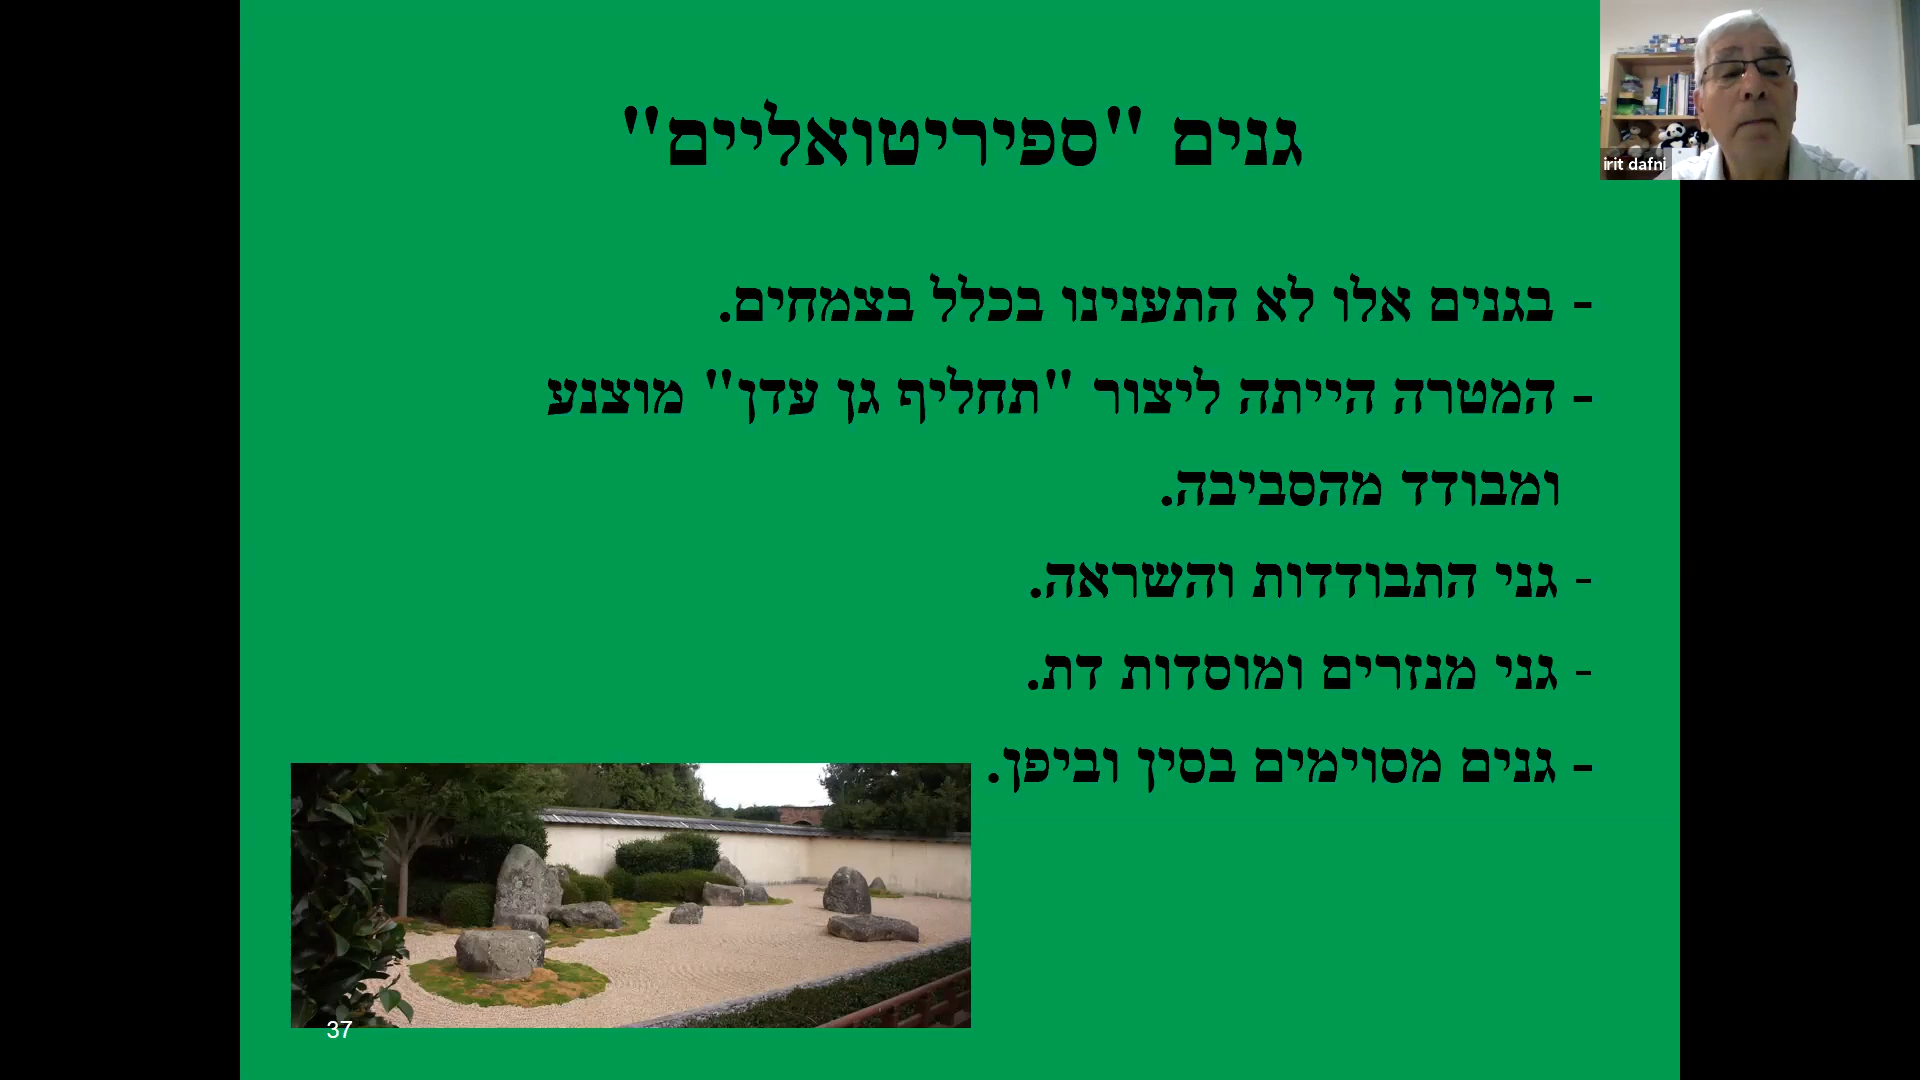 גנים "ספיריטואליים"
- בגנים אלו לא התענינו בכלל בצמחים.
- המטרה הייתה ליצור "תחליף גן עדן" מוצנע
ומבודד מהסביבה.
- גני התבודדות והשראה.
- גני מנזרים ומוסדות דת.
- גנים מסוימים בסין וביפן.
37
irit dafni